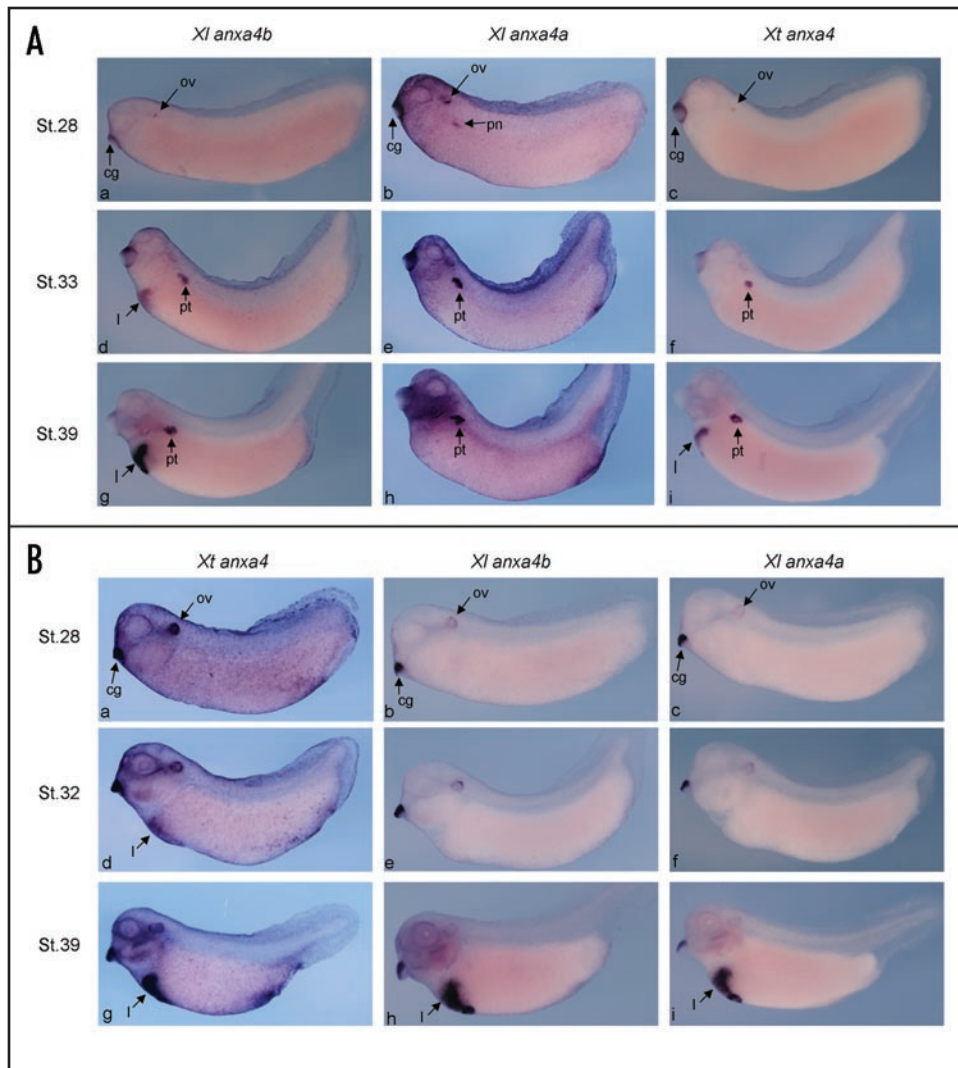 A
Xl anxa4b Xl anxa4a Xt anxa4
St.28
ov
cg
a
ov
pn
cg
b
ov
cg
c
St.33
pt
l
d
pt
e
pt
f
St.39
pt
l
g
pt
h
pt
l
i
B
Xt anxa4 Xl anxa4b Xl anxa4a
St.28
ov
cg
a
ov
cg
b
ov
cg
c
St.32
l
d
e
f
St.39
l
g
l
h
l
i